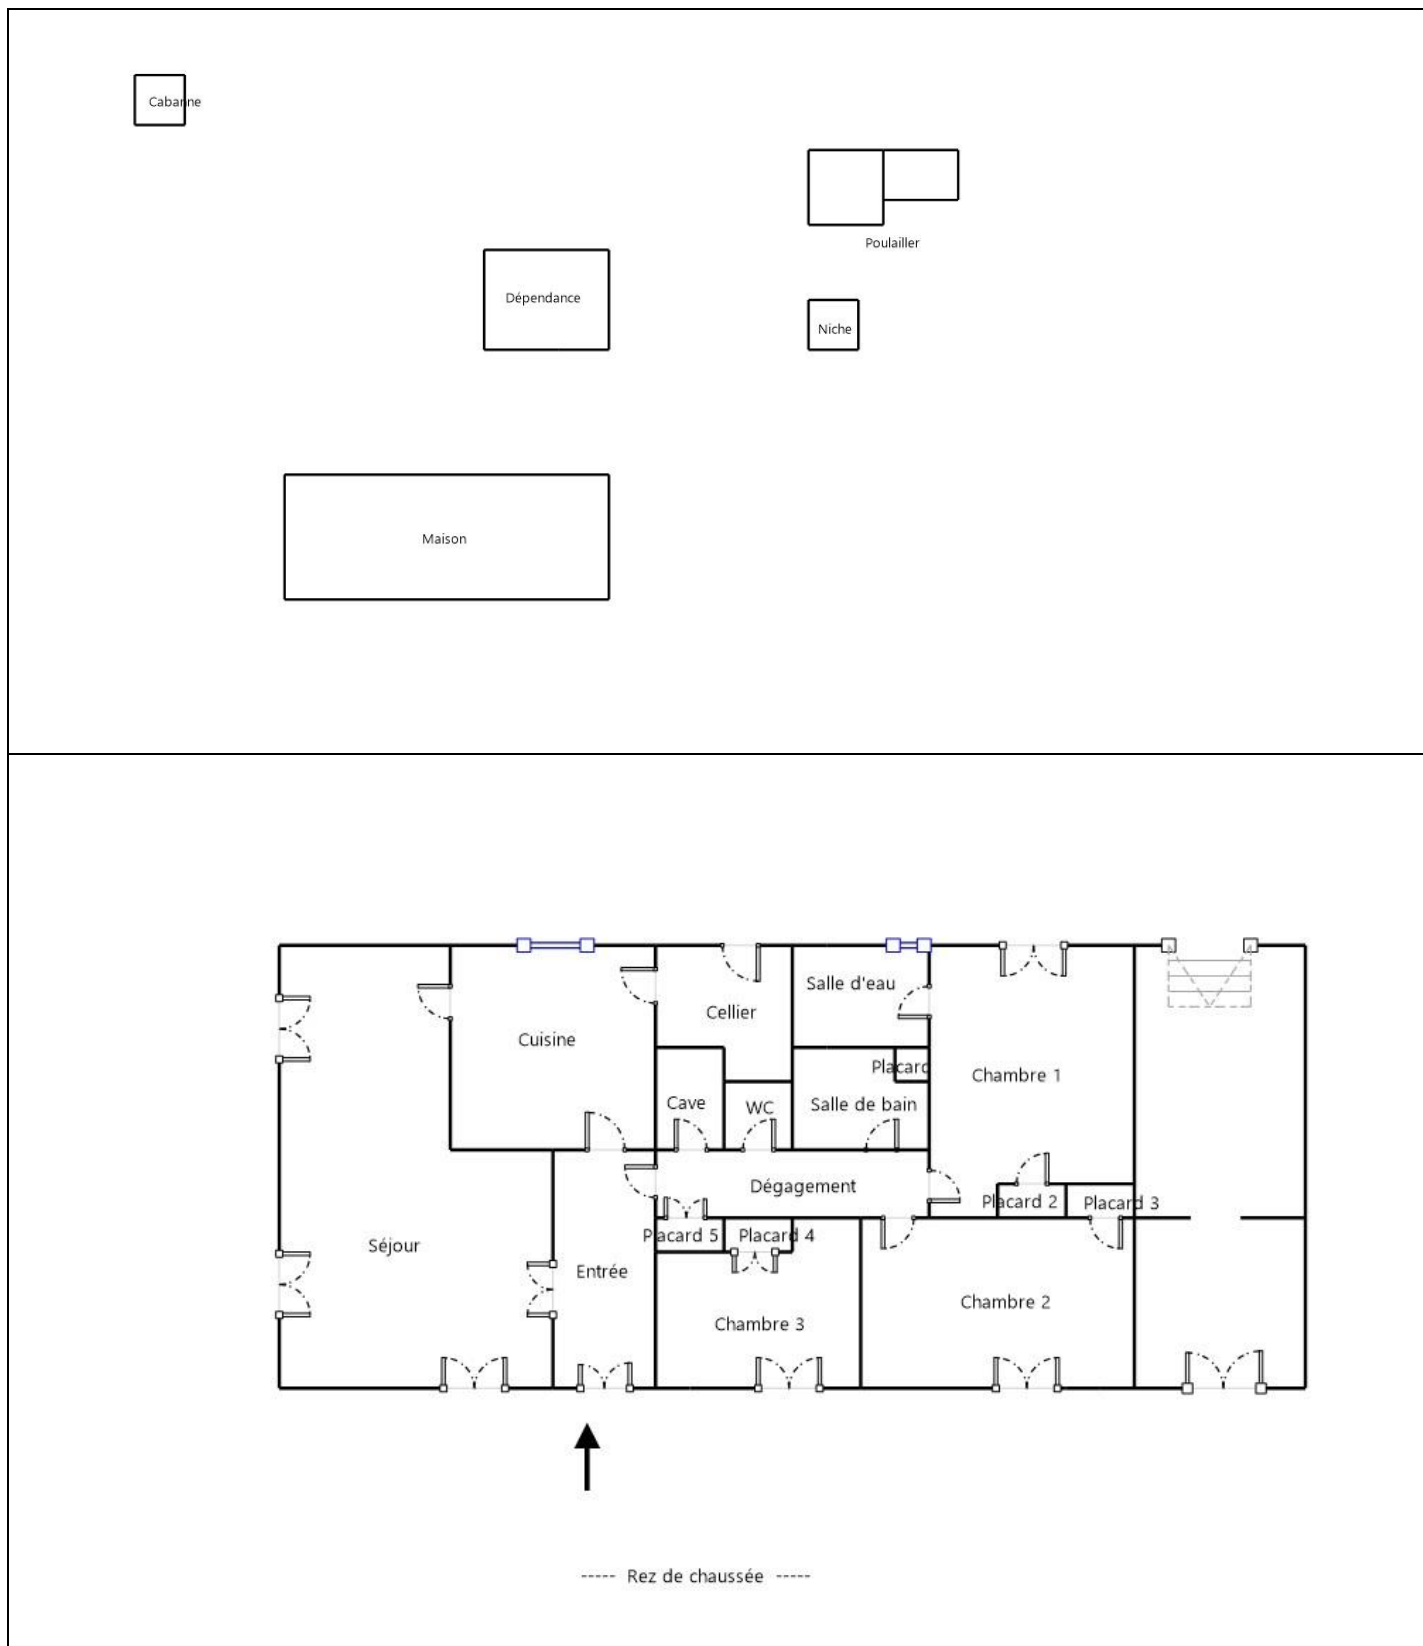 Cabanne
Poulailler
Dépendance
Niche
Maison
Salle d'eau
Cellier
Cuisine
Placard
Chambre 1
Cave
WC
Salle de bain
Dégagement
Placard 2
Placard 3
Placard 5
Placard 4
Séjour
Entrée
Chambre 2
Chambre 3
----- Rez de chaussée -----